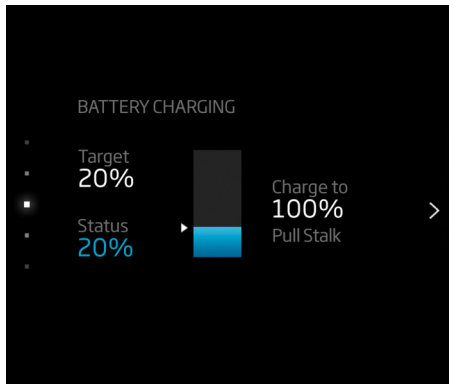 BATTERY CHARGING
Target
20%
Status
20%
Charge to
100%
Pull Stalk